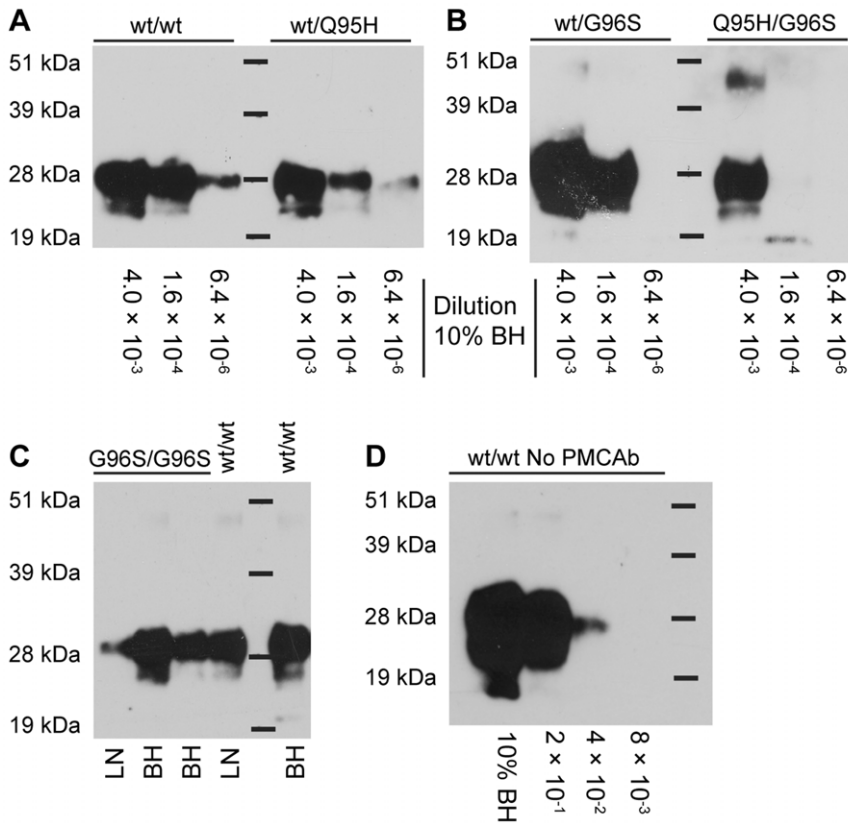 A
wt/wt
wt/Q95H
51 kDa
39 kDa
28 kDa
19 kDa
4.0 × 10-3
1.6 × 10-4
6.4 × 10-6
4.0 × 10-3
1.6 × 10-4
6.4 × 10-6
Dilution
10% BH
B
wt/G96S
Q95H/G96S
51 kDa
39 kDa
28 kDa
19 kDa
4.0 × 10-3
1.6 × 10-4
6.4 × 10-6
4.0 × 10-3
1.6 × 10-4
6.4 × 10-6
C
G96S/G96S
wt/wt
wt/wt
51 kDa
39 kDa
28 kDa
19 kDa
LN
BH
BH
LN
BH
D
wt/wt No PMCAb
51 kDa
39 kDa
28 kDa
19 kDa
10% BH
2 × 10-1
4 × 10-2
8 × 10-3